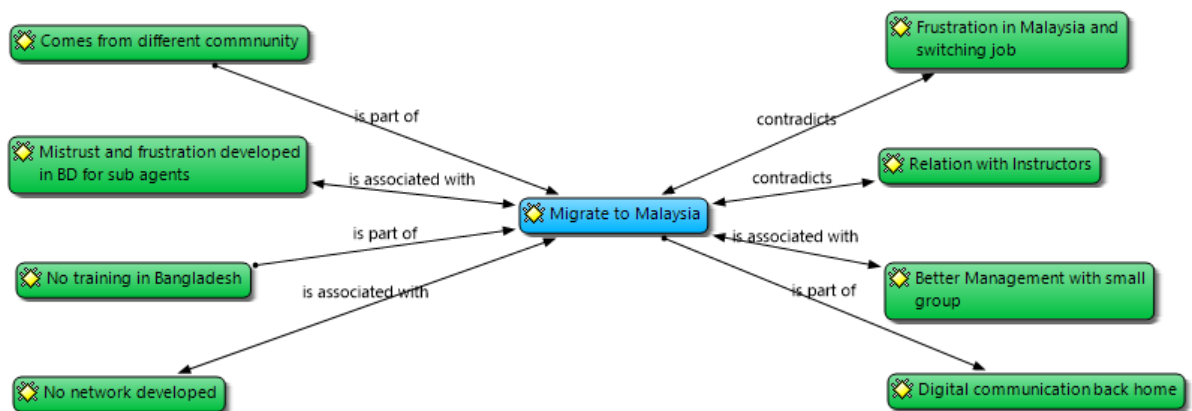 Comes from different commnunity
Frustration in Malaysia and
switching job
is part of
contradicts
Mistrust and frustration developed
in BD for sub agents
is associated with
contradicts
Relation with Instructors
Migrate to Malaysia
is part of
is associated with
No training in Bangladesh
is associated with
is part of
Better Management with small
group
No network developed
Digital communication back home